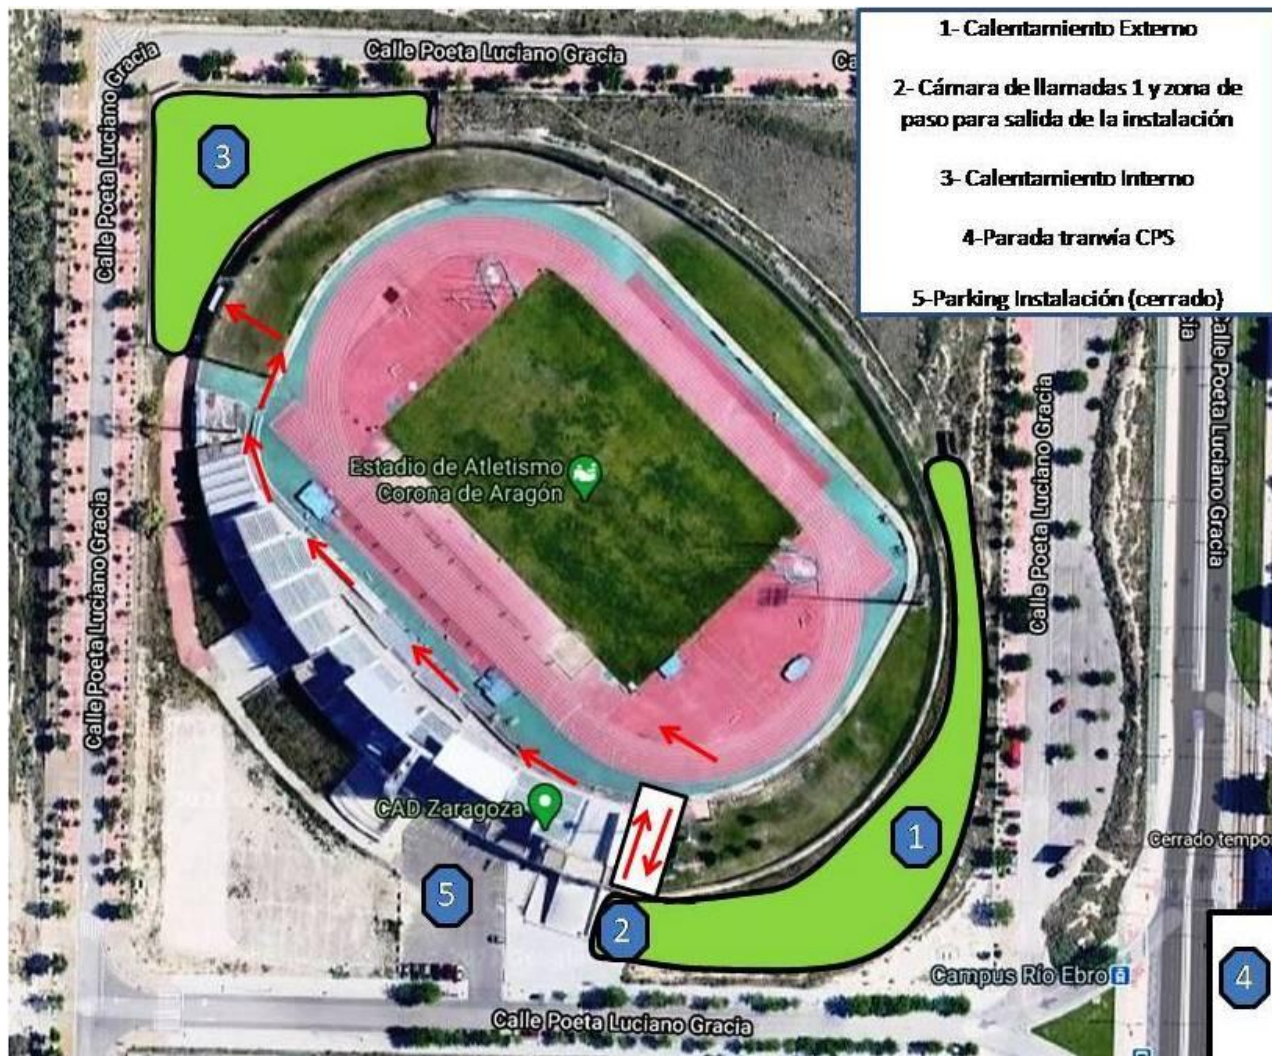 Calle Poeta Luciano Gracia
Ca
1- Calentamiento Externo
2- Cámara de llamadas 1 y zona de
paso para salida de la instalación
3- Calentamiento Interno
4-Parada tranvía CPS
5-Parking Instalación (cerrado)
Calle Poeta Luciano Gracia
3
Gracia
Calle Poeta Luciano Gracia
Calle Poeta Luciano Gracia
Estadio de Atletismo
Corona de Aragón
Calle Poeta Luciano Gracia
CAD Zaragoza
1
Cerrado tempor
5
2
Campus Río Ebro
4
Calle Poeta Luciano Gracia